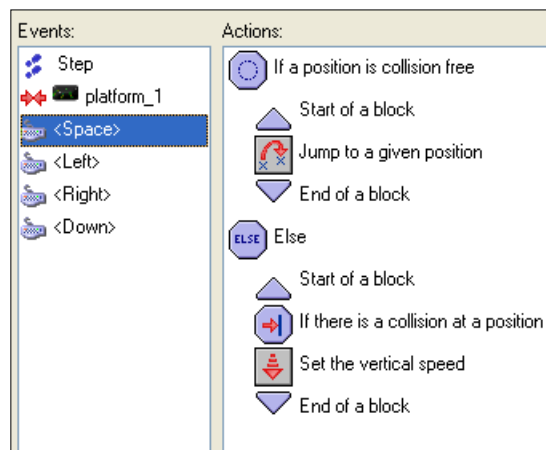 Events:
Step
platform_1
<Space>
<Left>
<Right>
<Down>
Actions:
If a position is collision free
Start of a block
Jump to a given position
End of a block
ELSE Else
Start of a block
If there is a collision at a position
Set the vertical speed
End of a block